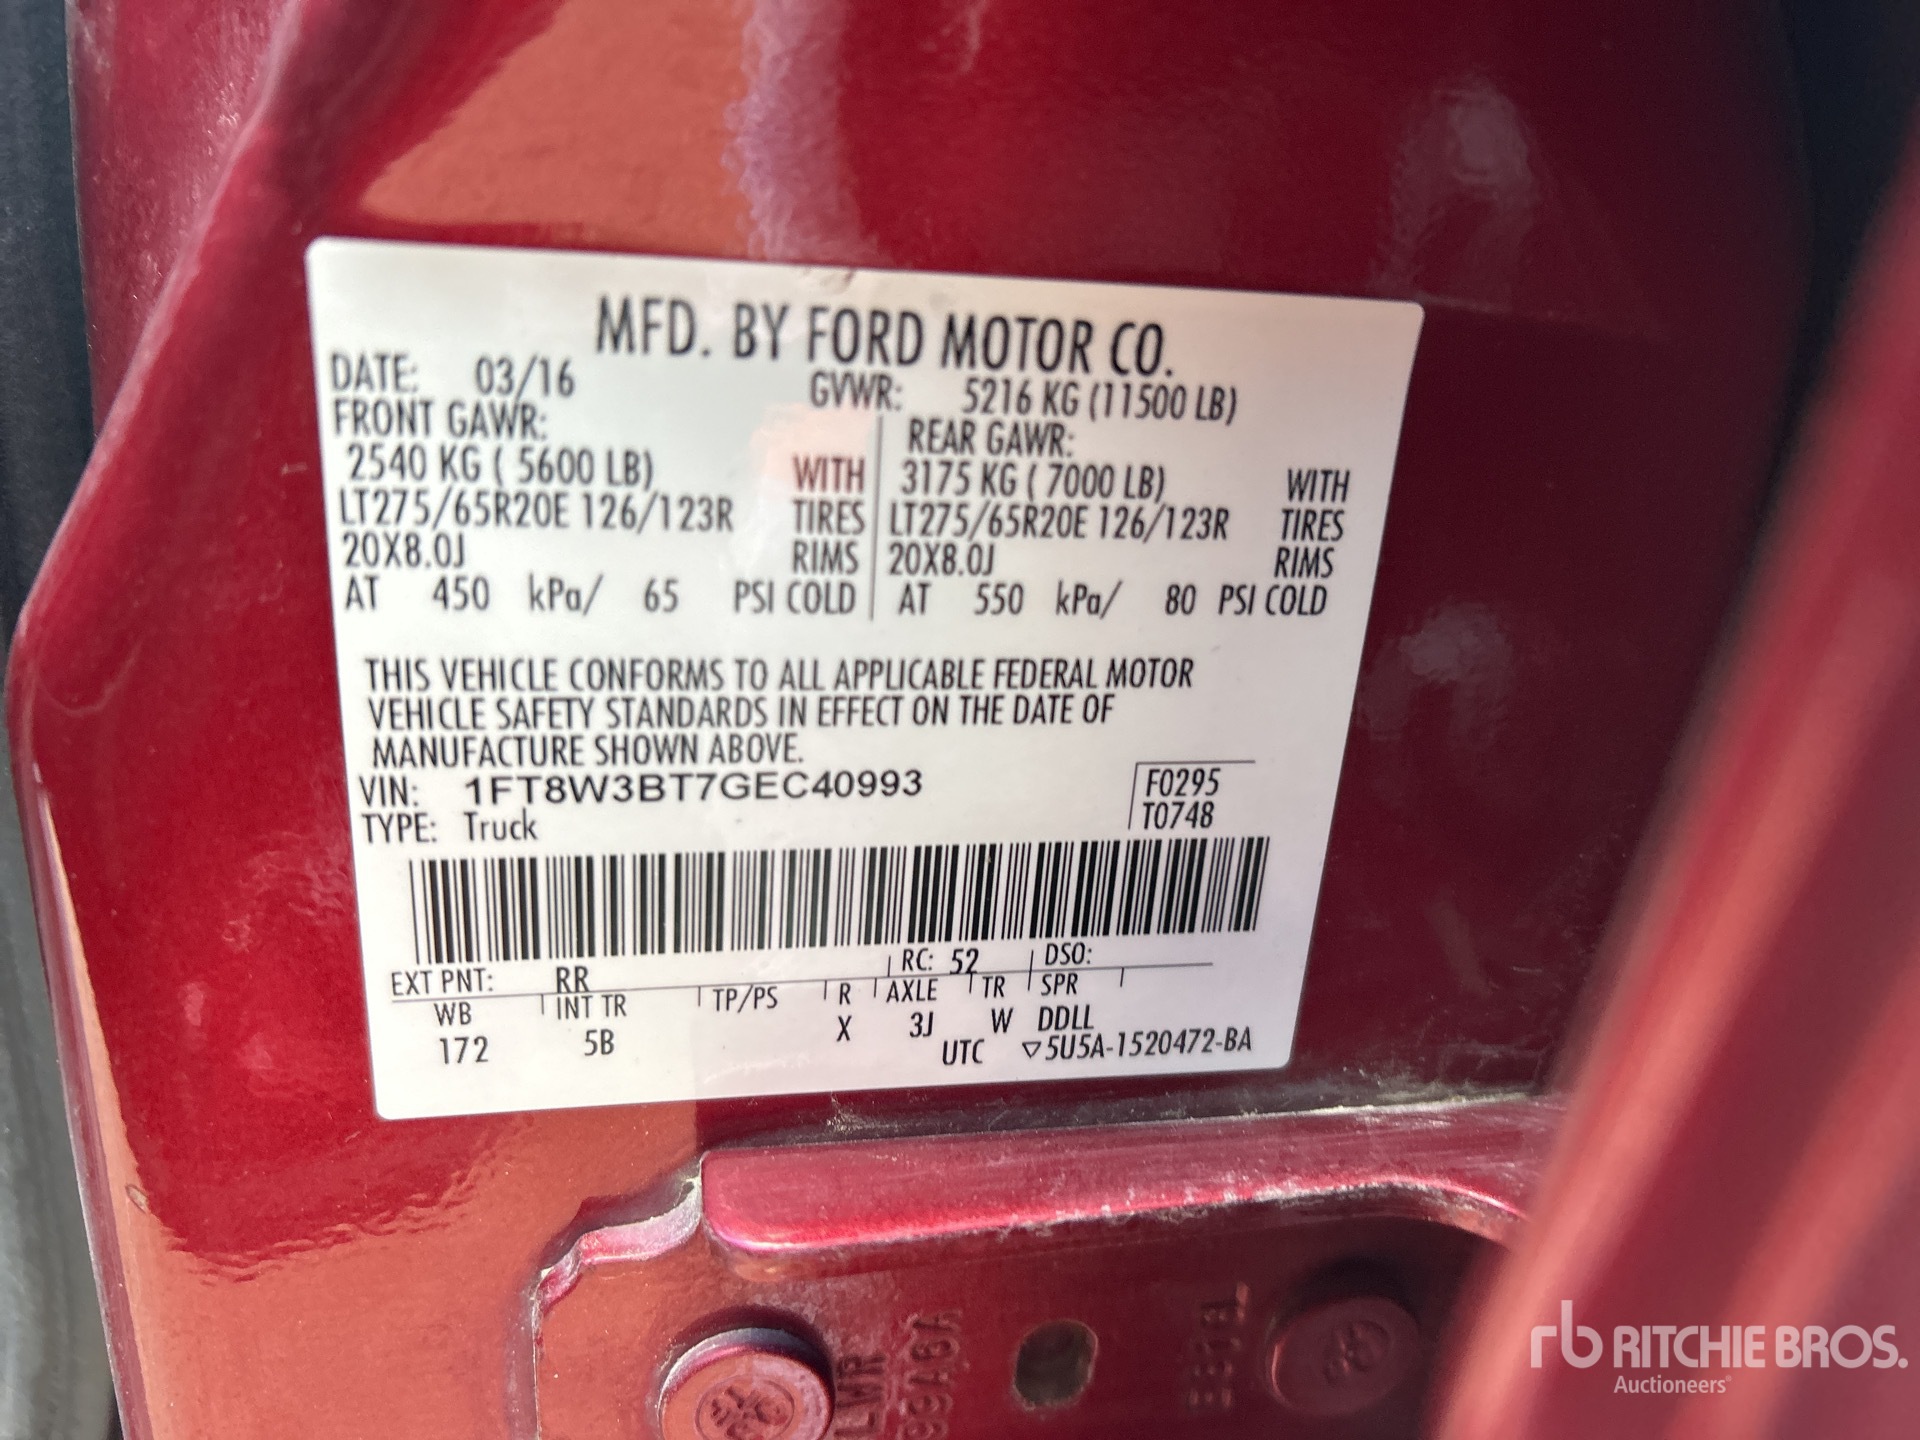 MFD. BY FORD MOTOR CO.
DATE: 03/16 GVWR: 5216 KG (11500 LB)
FRONT GAWR: REAR GAWR:
2540 KG ( 5600 LB) WITH 3175 KG ( 7000 LB) WITH
LT275/65R20E 126/123R TIRES LT275/65R20E 126/123R TIRES
20X8.0J RIMS 20X8.0J RIMS
AT 450 kPa/ 65 PSI COLD AT 550 kPa/ 80 PSI COLD
THIS VEHICLE CONFORMS TO ALL APPLICABLE FEDERAL MOTOR
VEHICLE SAFETY STANDARDS IN EFFECT ON THE DATE OF
MANUFACTURE SHOWN ABOVE.
VIN: 1FT8W3BT7GEC40993 F0295
TYPE: Truck T0748
EXT PNT: RR RC: 52 DSO:
WB INT TR TP/PS R AXLE TR SPR
172 5B X 3J W DDLL
UTC ▽5U5A-1520472-BA
LWR
99A6A
rb RITCHIE BROS.
Auctioneers